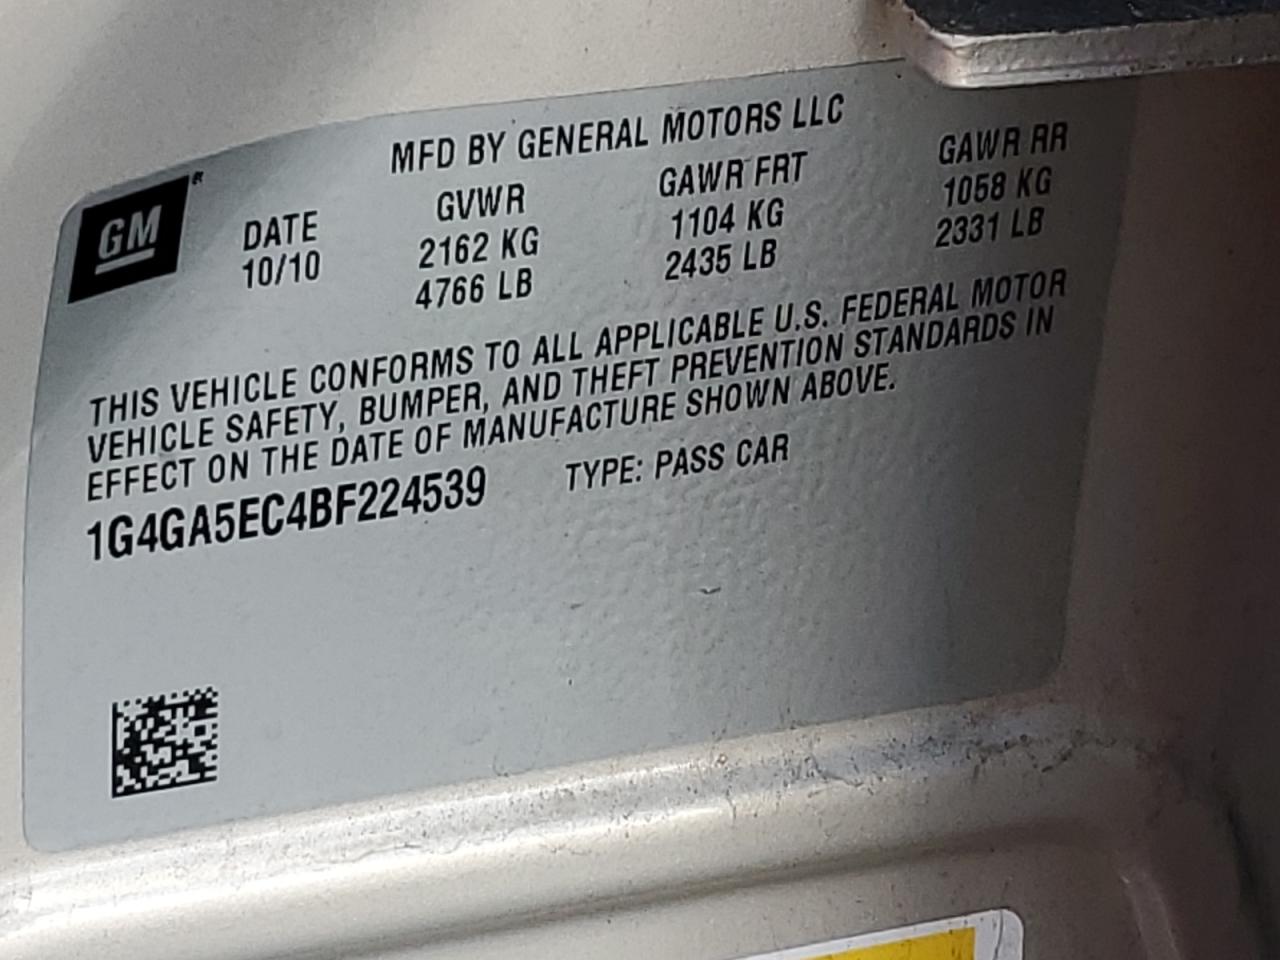 MFD BY GENERAL MOTORS LLC
GM®
DATE GVWR GAWR FRT GAWR RR
10/10 2162 KG 1104 KG 1058 KG
4766 LB 2435 LB 2331 LB
THIS VEHICLE CONFORMS TO ALL APPLICABLE U.S. FEDERAL MOTOR
VEHICLE SAFETY, BUMPER, AND THEFT PREVENTION STANDARDS IN
EFFECT ON THE DATE OF MANUFACTURE SHOWN ABOVE.
1G4GA5EC4BF224539 TYPE: PASS CAR